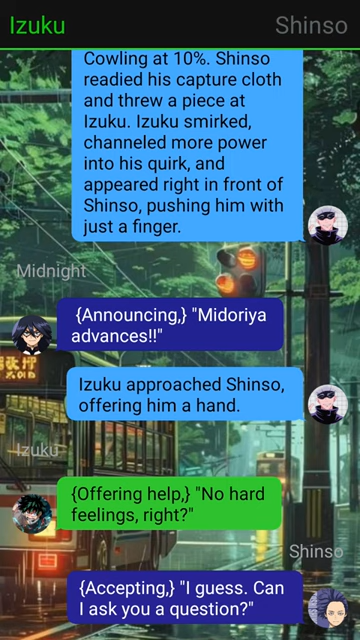 Izuku
Shinso
Cowling at 10%. Shinso
readied his capture cloth
and threw a piece at
Izuku. Izuku smirked,
channeled more power
into his quirk, and
appeared right in front of
Shinso, pushing him with
just a finger.
Midnight
{Announcing,} "Midoriya
advances!!"
Izuku approached Shinso,
offering him a hand.
Izuku
{Offering help,} "No hard
feelings, right?"
Shinso
{Accepting,} "I guess. Can
I ask you a question?"